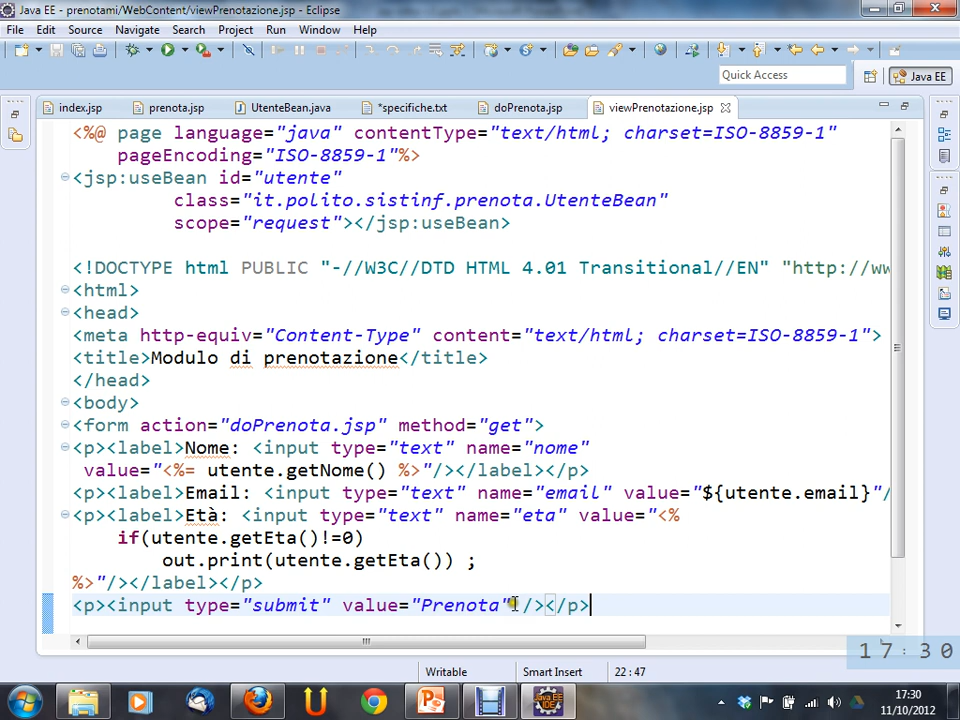 Java EE - prenotami/WebContent/viewPrenotazione.jsp - Eclipse
File Edit Source Refactor Navigate Search Project Run Window Help
Quick Access
Java EE
index.jsp prenota.jsp UtenteBean.java *specifiche.txt doPrenota.jsp viewPrenotazione.jsp
<%@ page language="java" contentType="text/html; charset=ISO-8859-1"
pageEncoding="ISO-8859-1"%>
<jsp:useBean id="utente"
class="it.polito.sistinf.prenota.UtenteBean"
scope="request"></jsp:useBean>
<!DOCTYPE html PUBLIC "-//W3C//DTD HTML 4.01 Transitional//EN" "http://ww
<html>
<head>
<meta http-equiv="Content-Type" content="text/html; charset=ISO-8859-1">
<title>Modulo di prenotazione</title>
</head>
<body>
<form action="doPrenota.jsp" method="get">
<p><label>Nome: <input type="text" name="nome"
value="<%= utente.getNome() %>"/></label></p>
<p><label>Email: <input type="text" name="email" value="${utente.email}"/
<p><label>Età: <input type="text" name="eta" value="<%
if(utente.getEta()!=0)
out.print(utente.getEta()) ;
%>"/></label></p>
<p><input type="submit" value="Prenota" /></p>
17:30
Writable Smart Insert 22 : 47
17:30
11/10/2012